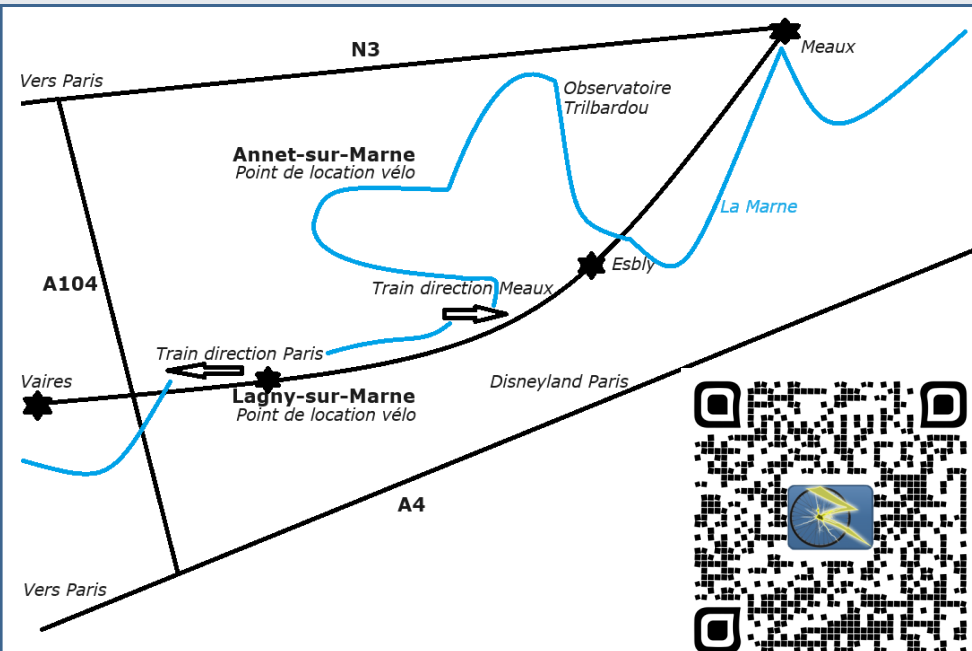 N3
Meaux
Vers Paris
Observatoire
Trilbardou
Annet-sur-Marne
Point de location vélo
La Marne
Esbly
A104
Train direction Meaux
Train direction Paris
Vaires
Disneyland Paris
Lagny-sur-Marne
Point de location vélo
A4
Vers Paris